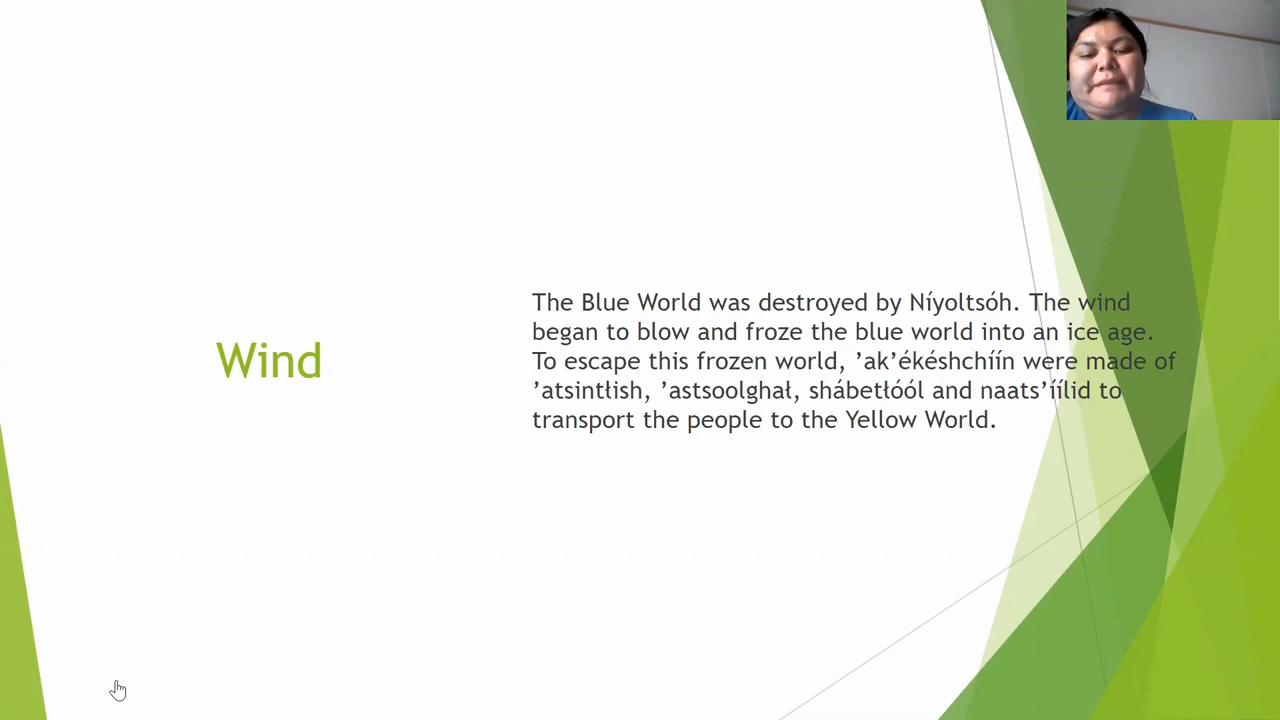 Wind
The Blue World was destroyed by Níyoltsóh. The wind
began to blow and froze the blue world into an ice age.
To escape this frozen world, ’ak’ékéshchíín were made of
’atsintłish, ’astsoolghał, shábetłóól and naats’íílid to
transport the people to the Yellow World.